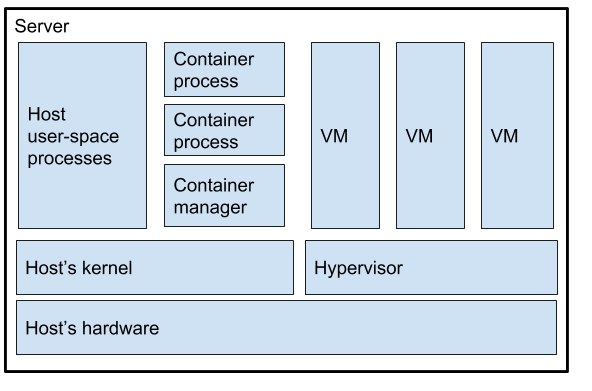 Server
Host
user-space
processes
Container
process
Container
process
Container
manager
VM
VM
VM
Host's kernel
Hypervisor
Host's hardware